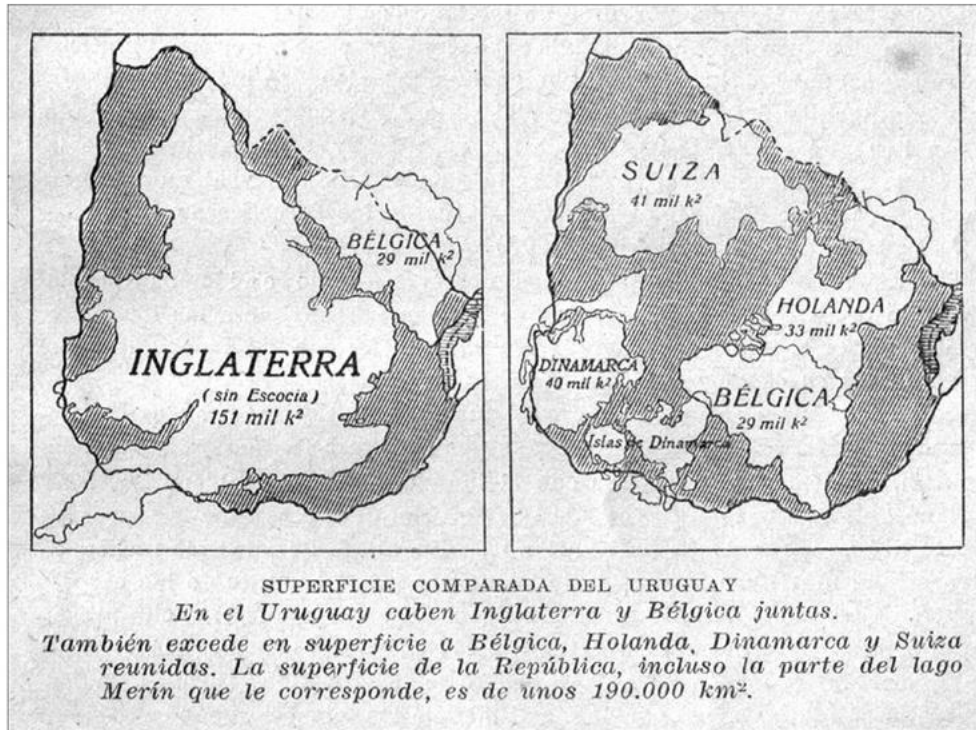 INGLATERRA
(sin Escocia)
151 mil k²
BÉLGICA
29 mil k²
SUIZA
41 mil k²
HOLANDA
33 mil k²
DINAMARCA
40 mil k²
Islas de Dinamarca
BÉLGICA
29 mil k²
SUPERFICIE COMPARADA DEL URUGUAY
En el Uruguay caben Inglaterra y Bélgica juntas.
También excede en superficie a Bélgica, Holanda, Dinamarca y Suiza
reunidas. La superficie de la República, incluso la parte del lago
Merín que le corresponde, es de unos 190.000 km².